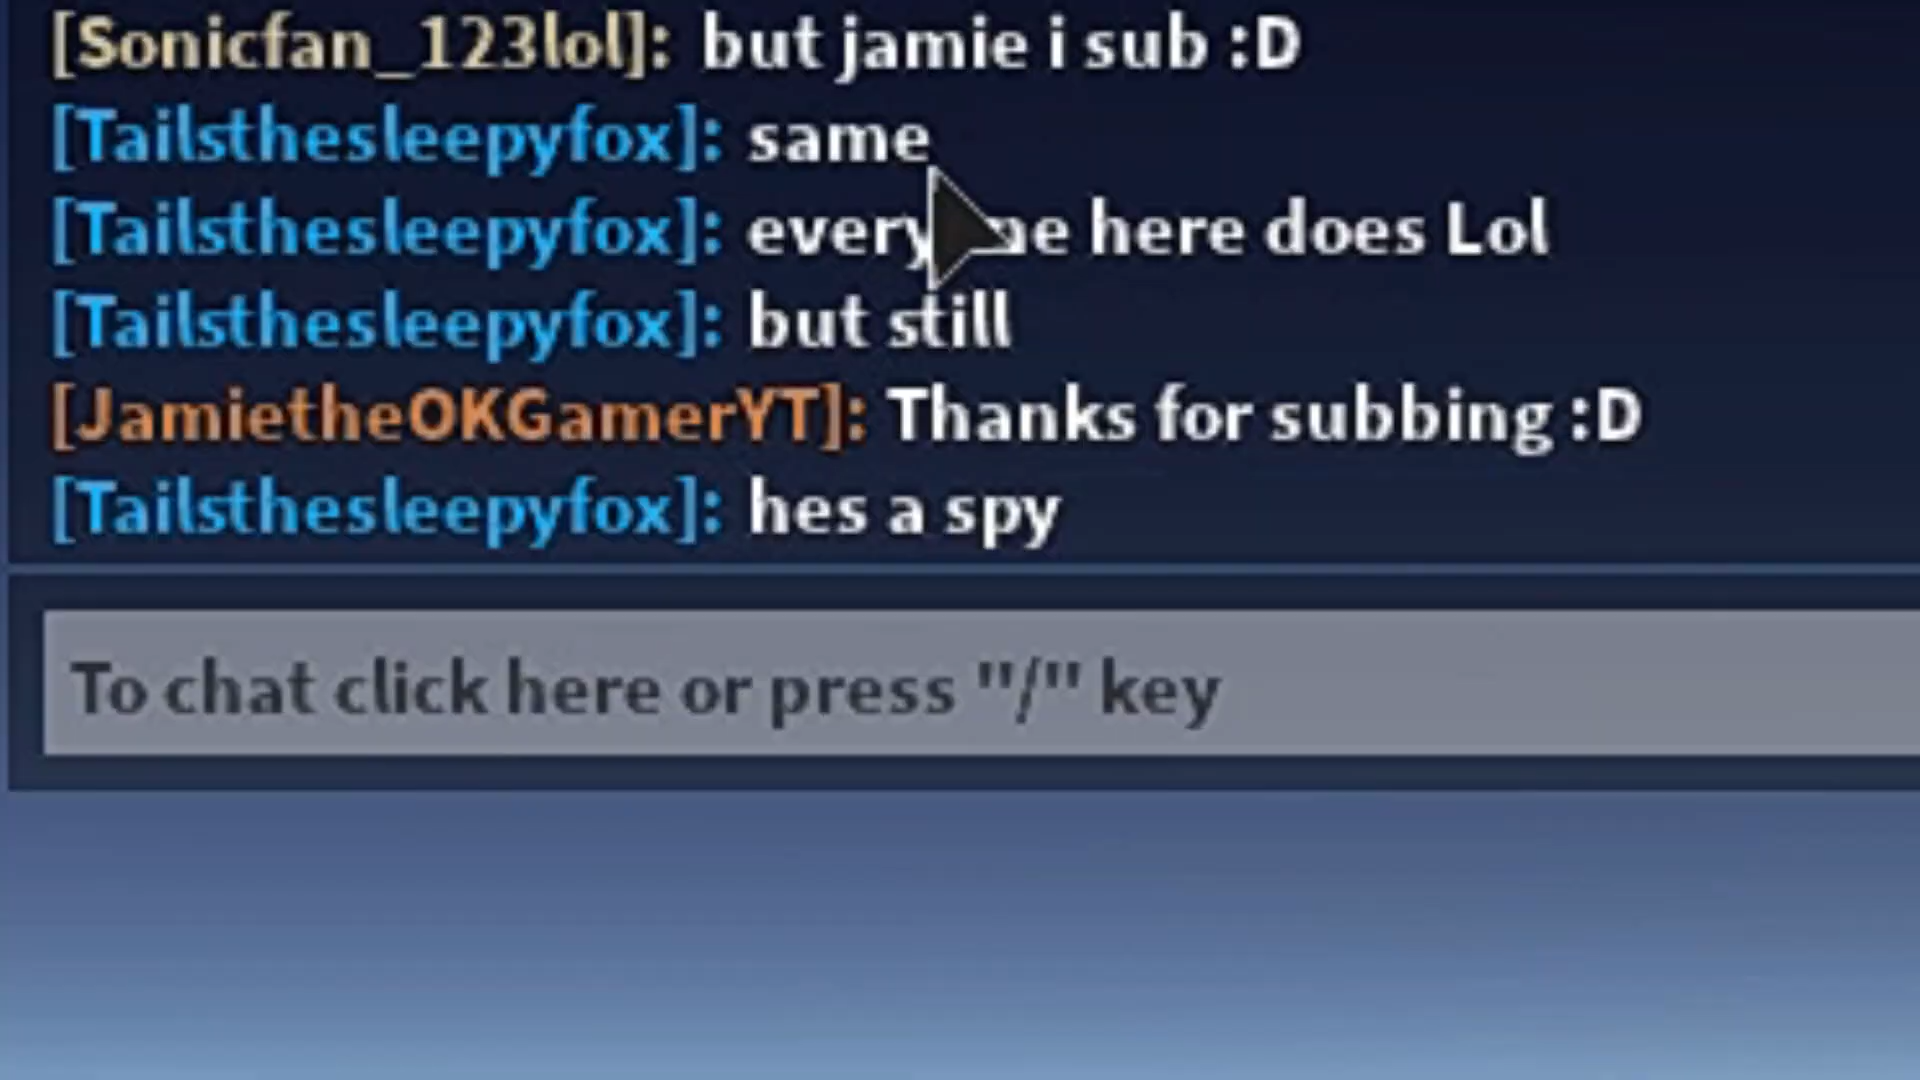 [Sonicfan_123lol]: but jamie i sub :D
[Tailsthesleepyfox]: same
[Tailsthesleepyfox]: here does Lol
[Tailsthesleepyfox]: but still
[JamietheOKGamerYT]: Thanks for subbing :D
[Tailsthesleepyfox]: hes a spy
To chat click here or press "/" key